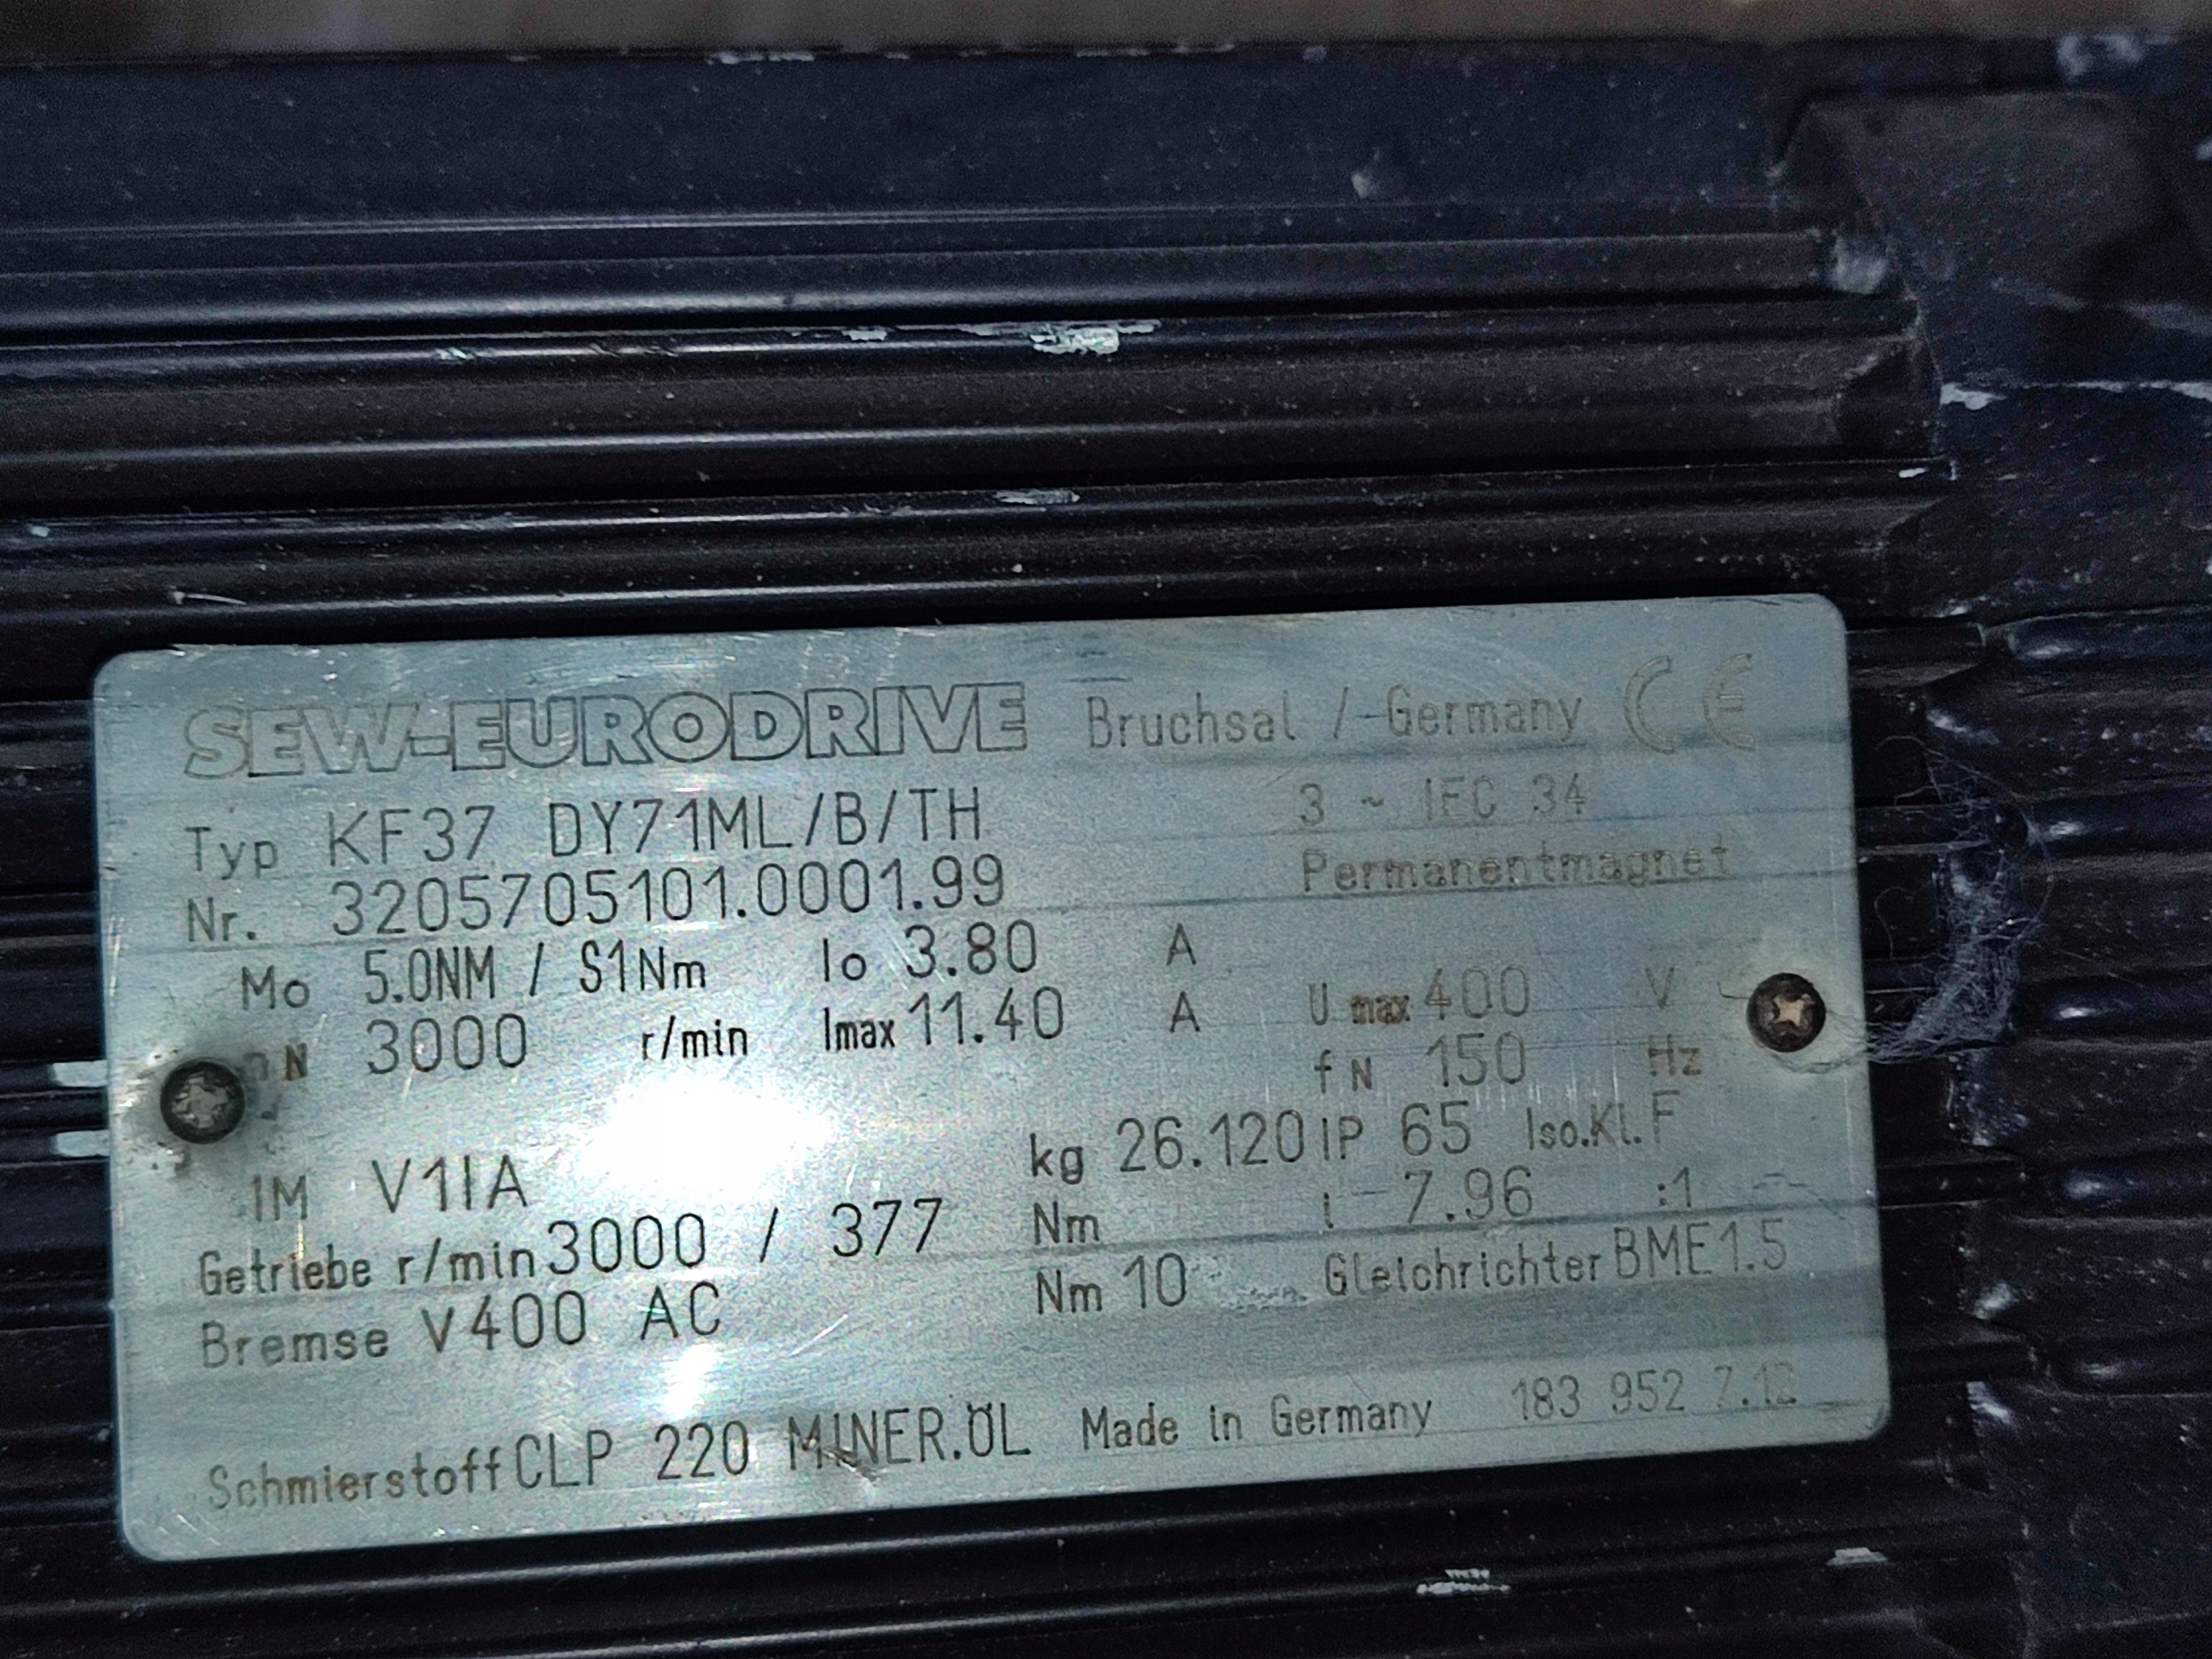 SEW-EURODRIVE Bruchsal / Germany CE
Typ KF37 DY71ML/B/TH 3 ~ IEC 34
Nr. 3205705101.0001.99 Permanentmagnet
Mo 5.0NM / S1Nm Io 3.80 A
n N 3000 r/min Imax 11.40 A U max 400 V
f N 150 Hz
IM V1IA kg 26.120 IP 65 Iso.Kl. F
Getriebe r/min 3000 / 377 Nm i 7.96 :1
Bremse V 400 AC Nm 10 Gleichrichter BME1.5
Schmierstoff CLP 220 MINER.ÖL Made in Germany 183 952 7.12